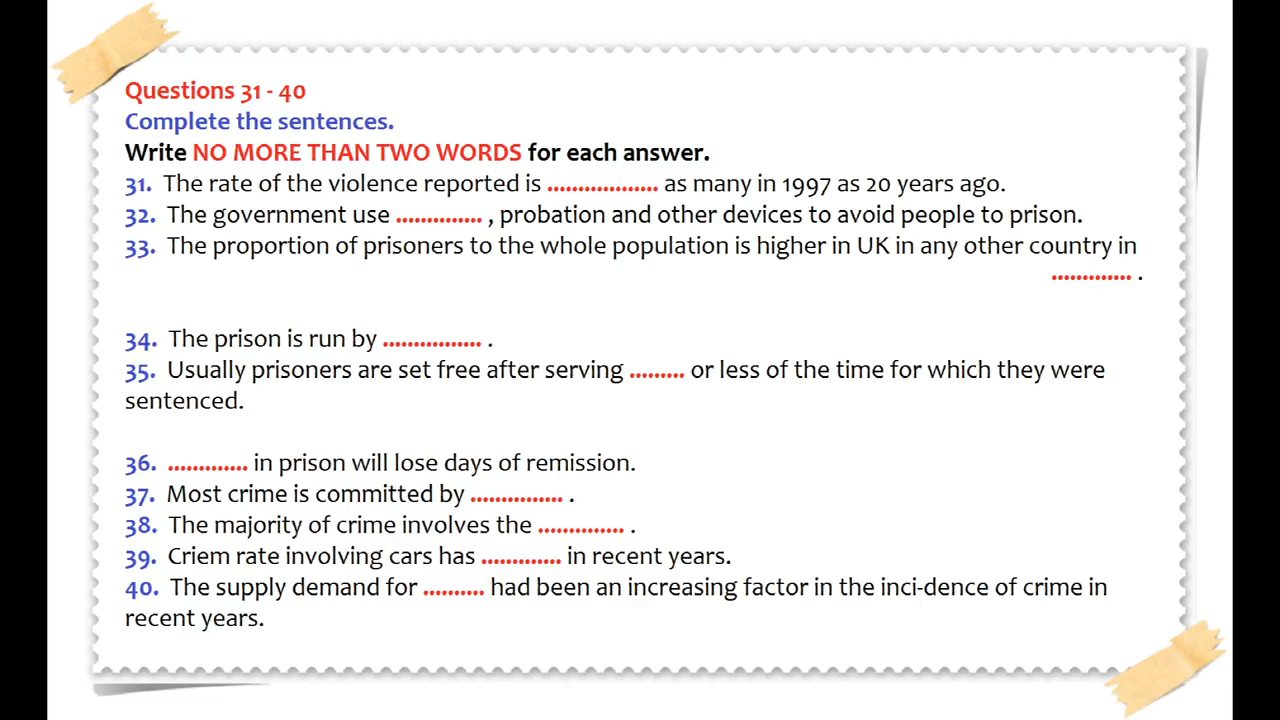 Questions 31 - 40
Complete the sentences.
Write NO MORE THAN TWO WORDS for each answer.
31. The rate of the violence reported is ................... as many in 1997 as 20 years ago.
32. The government use .............. , probation and other devices to avoid people to prison.
33. The proportion of prisoners to the whole population is higher in UK in any other country in
............. .
34. The prison is run by ................ .
35. Usually prisoners are set free after serving ......... or less of the time for which they were
sentenced.
36. ............. in prison will lose days of remission.
37. Most crime is committed by ............... .
38. The majority of crime involves the .............. .
39. Criem rate involving cars has ............. in recent years.
40. The supply demand for .......... had been an increasing factor in the inci-dence of crime in
recent years.